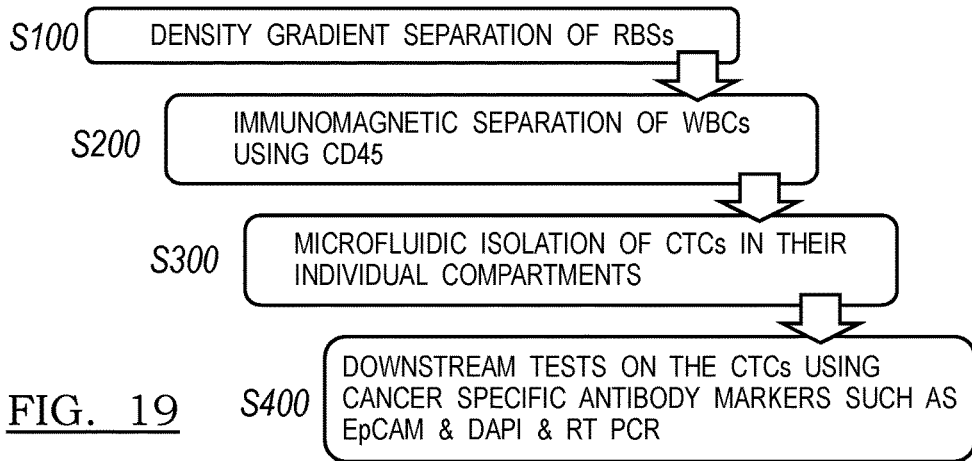 S100 DENSITY GRADIENT SEPARATION OF RBSs
S200
IMMUNOMAGNETIC SEPARATION OF WBCs
USING CD45
S300
MICROFLUIDIC ISOLATION OF CTCs IN THEIR
INDIVIDUAL COMPARTMENTS
S400
DOWNSTREAM TESTS ON THE CTCs USING
CANCER SPECIFIC ANTIBODY MARKERS SUCH AS
EpCAM & DAPI & RT PCR
FIG. 19